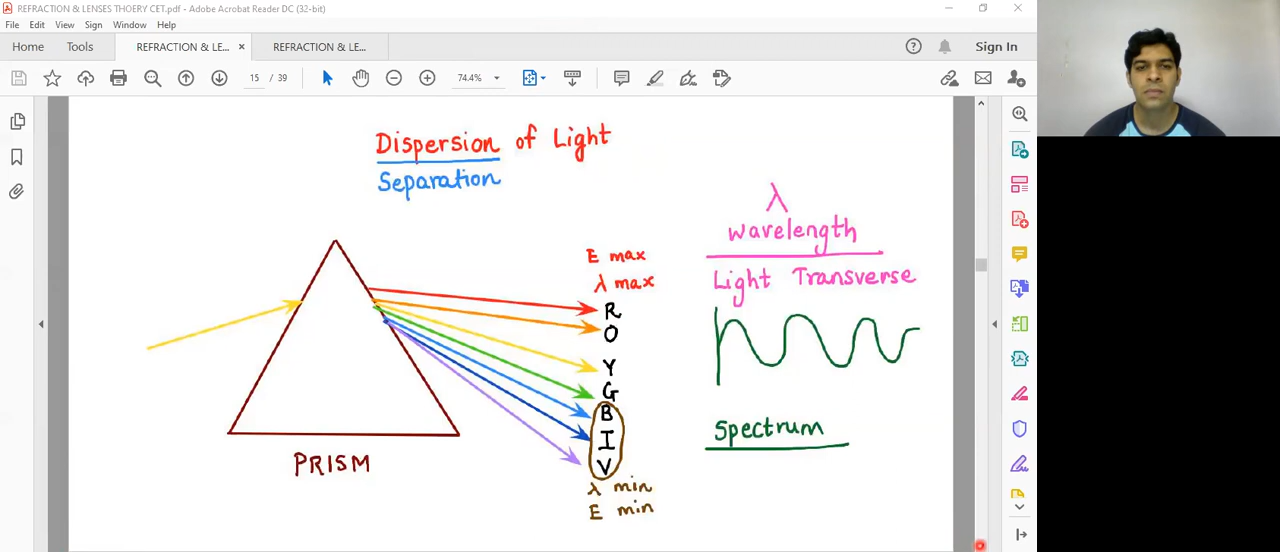 REFRACTION & LENSES THOERY CET.pdf - Adobe Acrobat Reader DC (32-bit)
File Edit View Sign Window Help
Home Tools REFRACTION & LE... × REFRACTION & LE... Sign In
15 / 39 74.4%
Dispersion of Light
Separation
λ
wavelength
Light Transverse
E max
λ max
R
O
Y
G
B
I
V
λ min
E min
Spectrum
PRISM